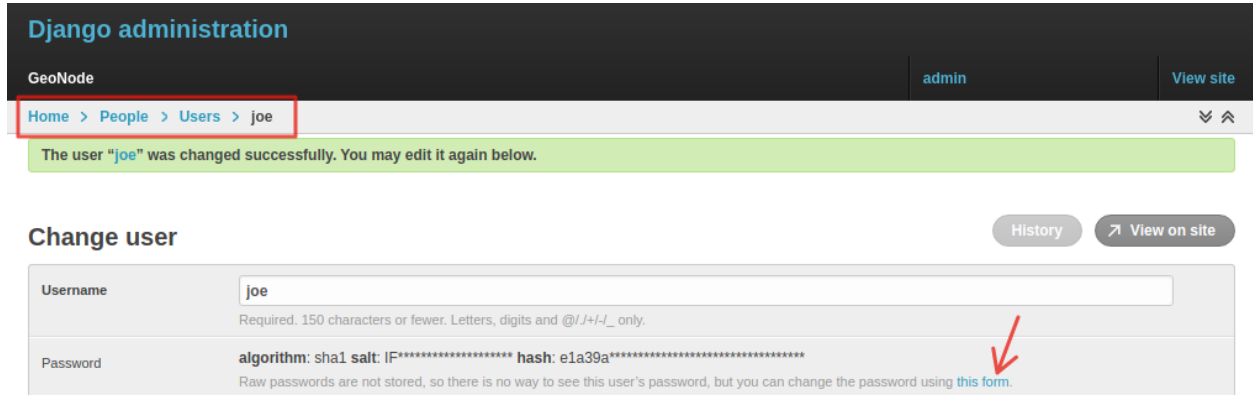 Django administration
GeoNode admin View site
Home > People > Users > joe
The user “joe” was changed successfully. You may edit it again below.
Change user History View on site
Username joe
Required. 150 characters or fewer. Letters, digits and @/./+/-/_ only.
Password algorithm: sha1 salt: IF******************** hash: e1a39a**********************************
Raw passwords are not stored, so there is no way to see this user’s password, but you can change the password using this form.